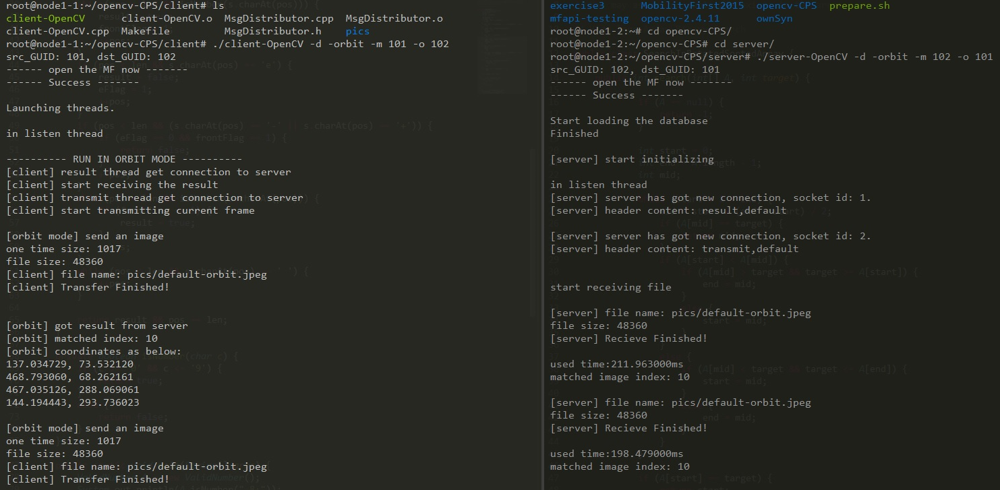 root@node1-1:~/opencv-CPS/client# ls
client-OpenCV      client-OpenCV.o  MsgDistributor.cpp  MsgDistributor.o
client-OpenCV.cpp  Makefile         MsgDistributor.h    pics
root@node1-1:~/opencv-CPS/client# ./client-OpenCV -d -orbit -m 101 -o 102
src_GUID: 101, dst_GUID: 102
------ open the MF now -------
------ Success -------
Launching threads.
in listen thread
---------- RUN IN ORBIT MODE ----------
[client] result thread get connection to server
[client] start receiving the result
[client] transmit thread get connection to server
[client] start transmitting current frame
[orbit mode] send an image
one time size: 1017
file size: 48360
[client] file name: pics/default-orbit.jpeg
[client] Transfer Finished!
[orbit] got result from server
[orbit] matched index: 10
[orbit] coordinates as below:
137.034729, 73.532120
468.793060, 68.262161
467.035126, 288.069061
144.194443, 293.736023
[orbit mode] send an image
one time size: 1017
file size: 48360
[client] file name: pics/default-orbit.jpeg
[client] Transfer Finished!
exercise3     MobilityFirst2015  opencv-CPS  prepare.sh
mfapi-testing  opencv-2.4.11      ownSyn
root@node1-2:~# cd opencv-CPS/
root@node1-2:~/opencv-CPS# cd server/
root@node1-2:~/opencv-CPS/server# ./server-OpenCV -d -orbit -m 102 -o 101
src_GUID: 102, dst_GUID: 101
------ open the MF now -------
------ Success -------
Start loading the database
Finished
[server] start initializing
in listen thread
[server] server has got new connection, socket id: 1.
[server] header content: result,default
[server] server has got new connection, socket id: 2.
[server] header content: transmit,default
start receiving file
[server] file name: pics/default-orbit.jpeg
file size: 48360
[server] Recieve Finished!
used time:211.963000ms
matched image index: 10
[server] file name: pics/default-orbit.jpeg
file size: 48360
[server] Recieve Finished!
used time:198.479000ms
matched image index: 10